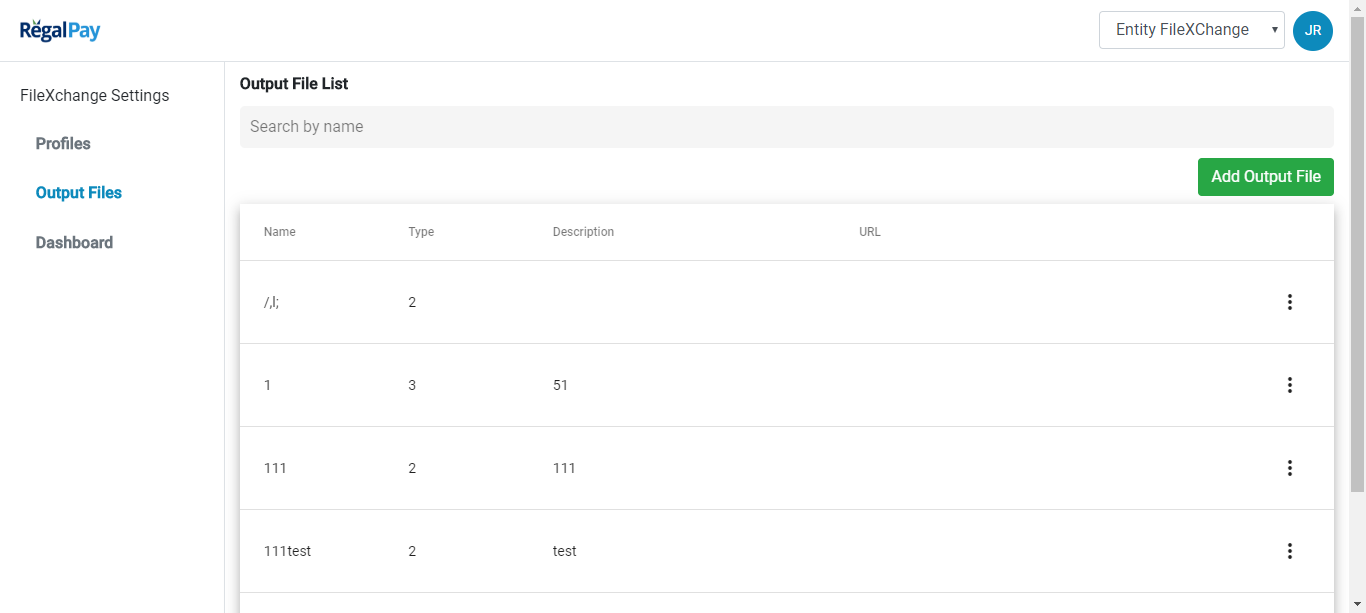 RegalPay
Entity FileXChange
JR
FileXchange Settings
Profiles
Output Files
Dashboard
Output File List
Search by name
Add Output File
Name Type Description URL
/,l; 2
1 3 51
111 2 111
111test 2 test